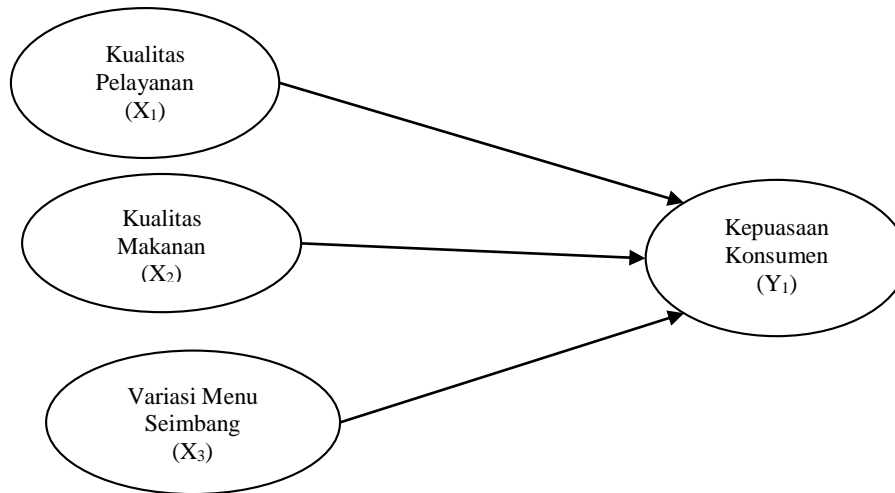 Kualitas
Pelayanan
(X₁)
Kualitas
Makanan
(X₂)
Variasi Menu
Seimbang
(X₃)
Kepuasaan
Konsumen
(Y₁)